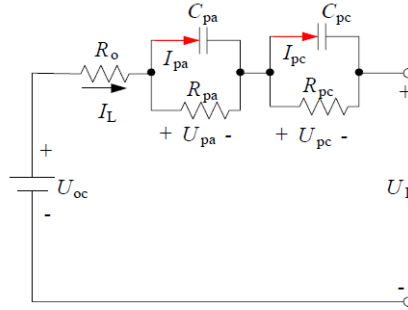 C_pa C_pc
R_o I_pa I_pc
R_pa R_pc
I_L
+ U_pa - + U_pc - +
+
U_oc
-
-